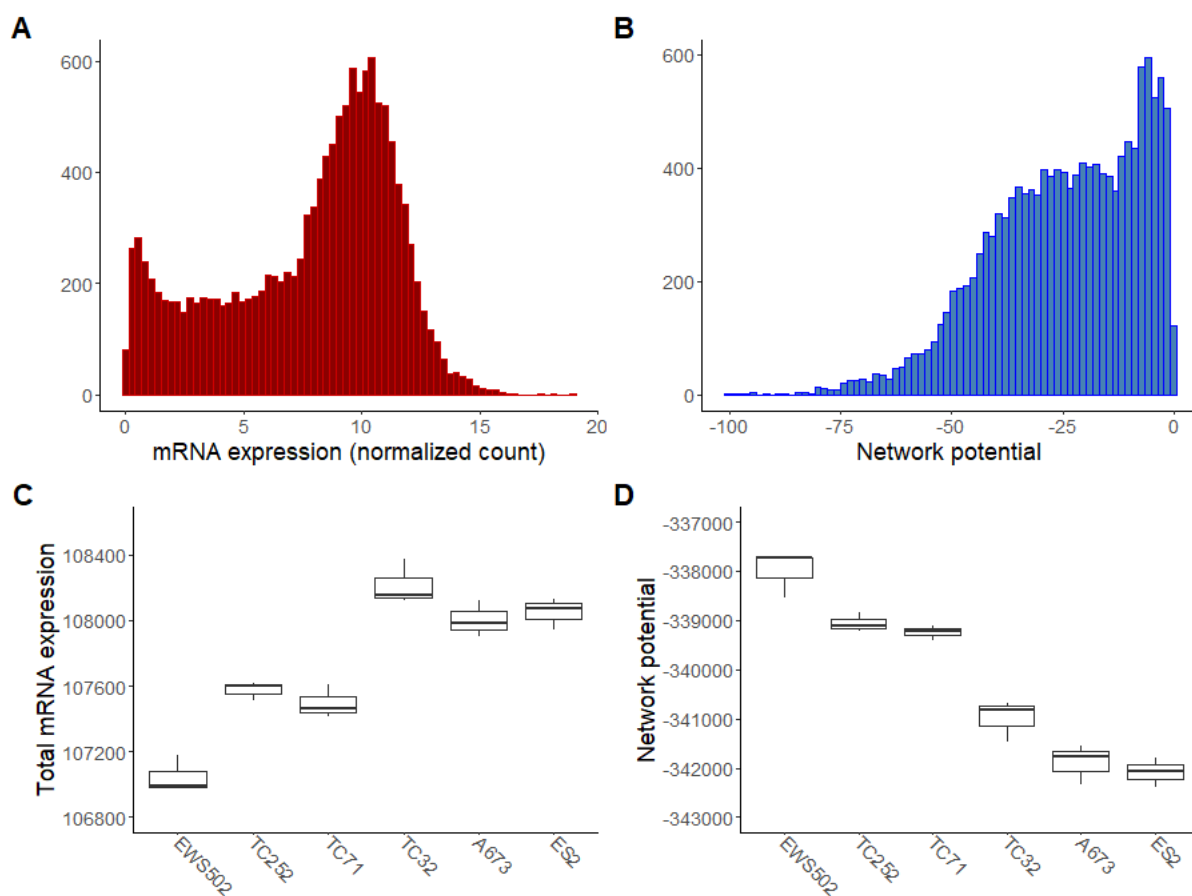 A
600
400
200
0
0 5 10 15 20
mRNA expression (normalized count)
B
600
400
200
0
-100 -75 -50 -25 0
Network potential
C
Total mRNA expression
108400
108000
107600
107200
106800
EWS502 TC252 TC71 TC32 A673 ES2
D
Network potential
-337000
-338000
-339000
-340000
-341000
-342000
-343000
EWS502 TC252 TC71 TC32 A673 ES2